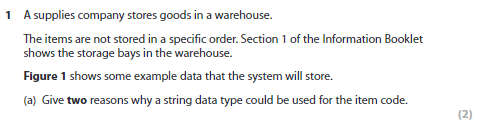 1 A supplies company stores goods in a warehouse.
The items are not stored in a specific order. Section 1 of the Information Booklet
shows the storage bays in the warehouse.
Figure 1 shows some example data that the system will store.
(a) Give two reasons why a string data type could be used for the item code.
(2)